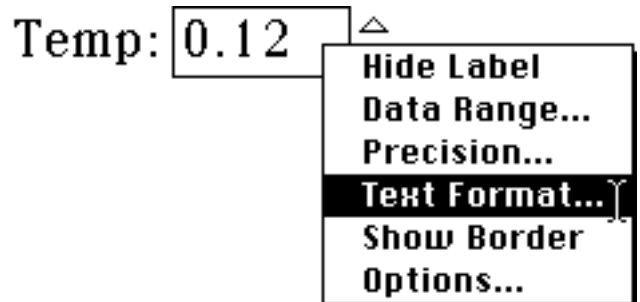 Temp: 0.12
Hide Label
Data Range...
Precision...
Text Format...
Show Border
Options...